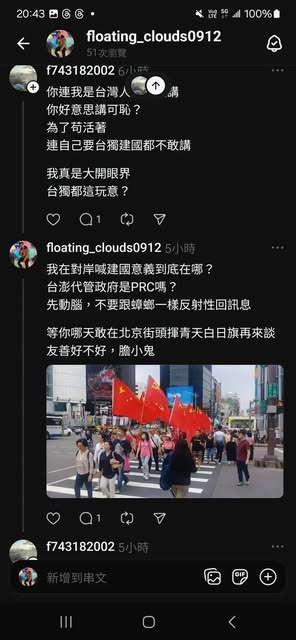 20:43
100%
floating_clouds0912
51次瀏覽
f743182002 6小時
你連我是台灣人 講
你好意思講可恥？
為了苟活著
連自己要台獨建國都不敢講
我真是大開眼界
台獨都這玩意？
1
floating_clouds0912 5小時
我在對岸喊建國意義到底在哪？
台澎代管政府是PRC嗎？
先動腦，不要跟蟑螂一樣反射性回訊息
等你哪天敢在北京街頭揮青天白日旗再來談
友善好不好，膽小鬼
1
f743182002 5小時
新增到串文
GIF